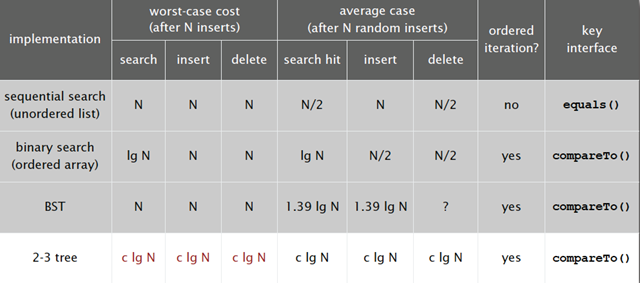 implementation
worst-case cost
(after N inserts)
average case
(after N random inserts)
ordered
iteration?
key
interface
search insert delete search hit insert delete
sequential search
(unordered list)
N N N N/2 N N/2 no equals()
binary search
(ordered array)
lg N N N lg N N/2 N/2 yes compareTo()
BST N N N 1.39 lg N 1.39 lg N ? yes compareTo()
2-3 tree c lg N c lg N c lg N c lg N c lg N c lg N yes compareTo()